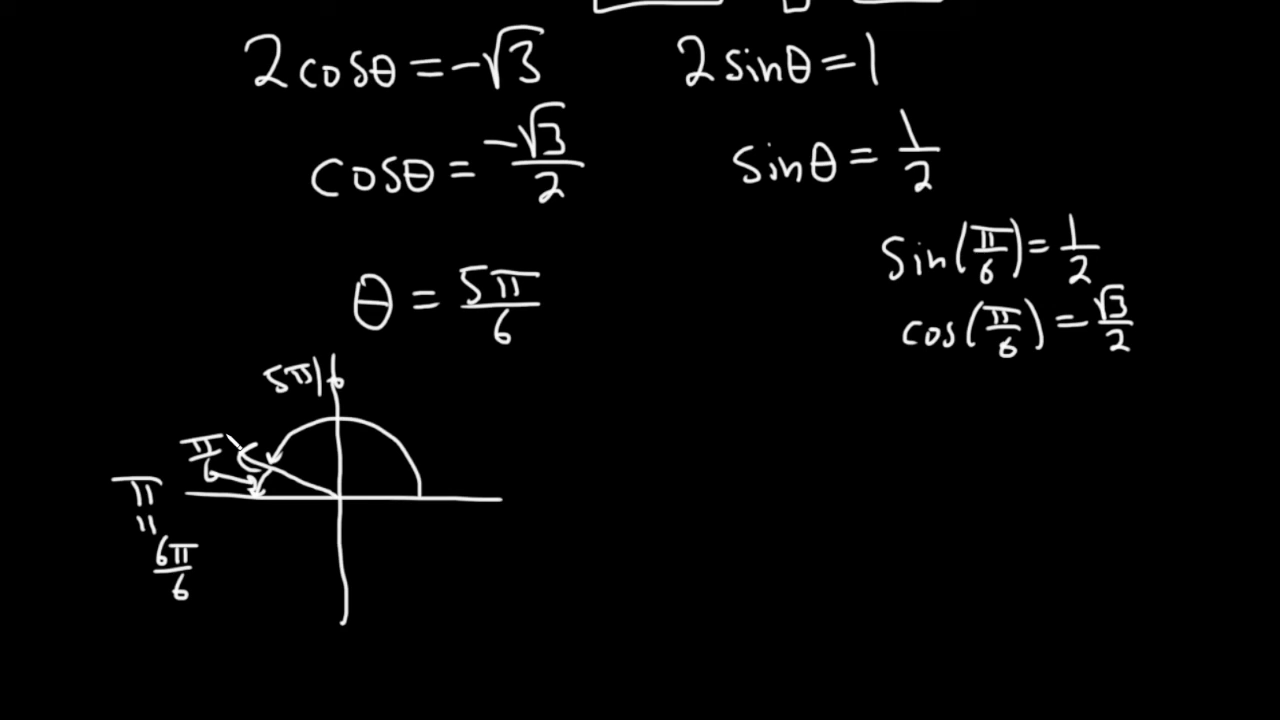 2cosθ = -√3
2sinθ = 1
cosθ = -√3/2
sinθ = 1/2
sin(π/6) = 1/2
cos(π/6) = √3/2
θ = 5π/6
5π/6
π/6
π
=
6π/6